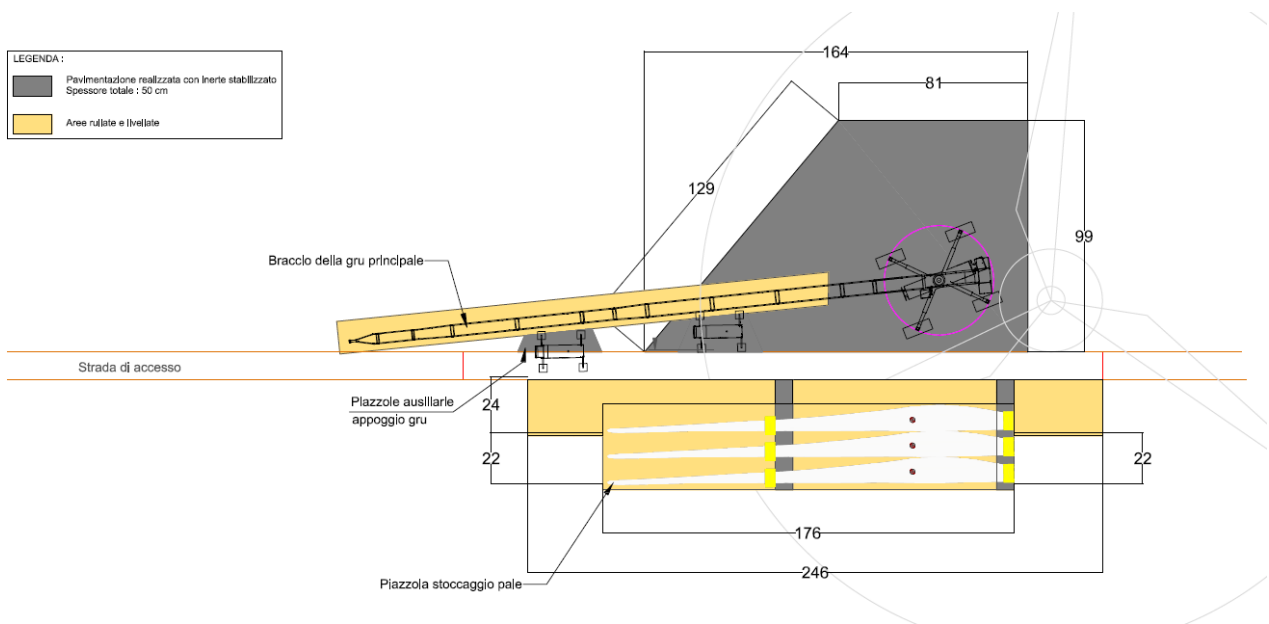 LEGENDA :
Pavimentazione realizzata con inerte stabilizzato
Spessore totale : 50 cm
Aree rullate e livellate
164
81
129
99
Braccio della gru principale
Strada di accesso
Piazzole ausiliarie
appoggio gru
24
22
22
176
246
Piazzola stoccaggio pale